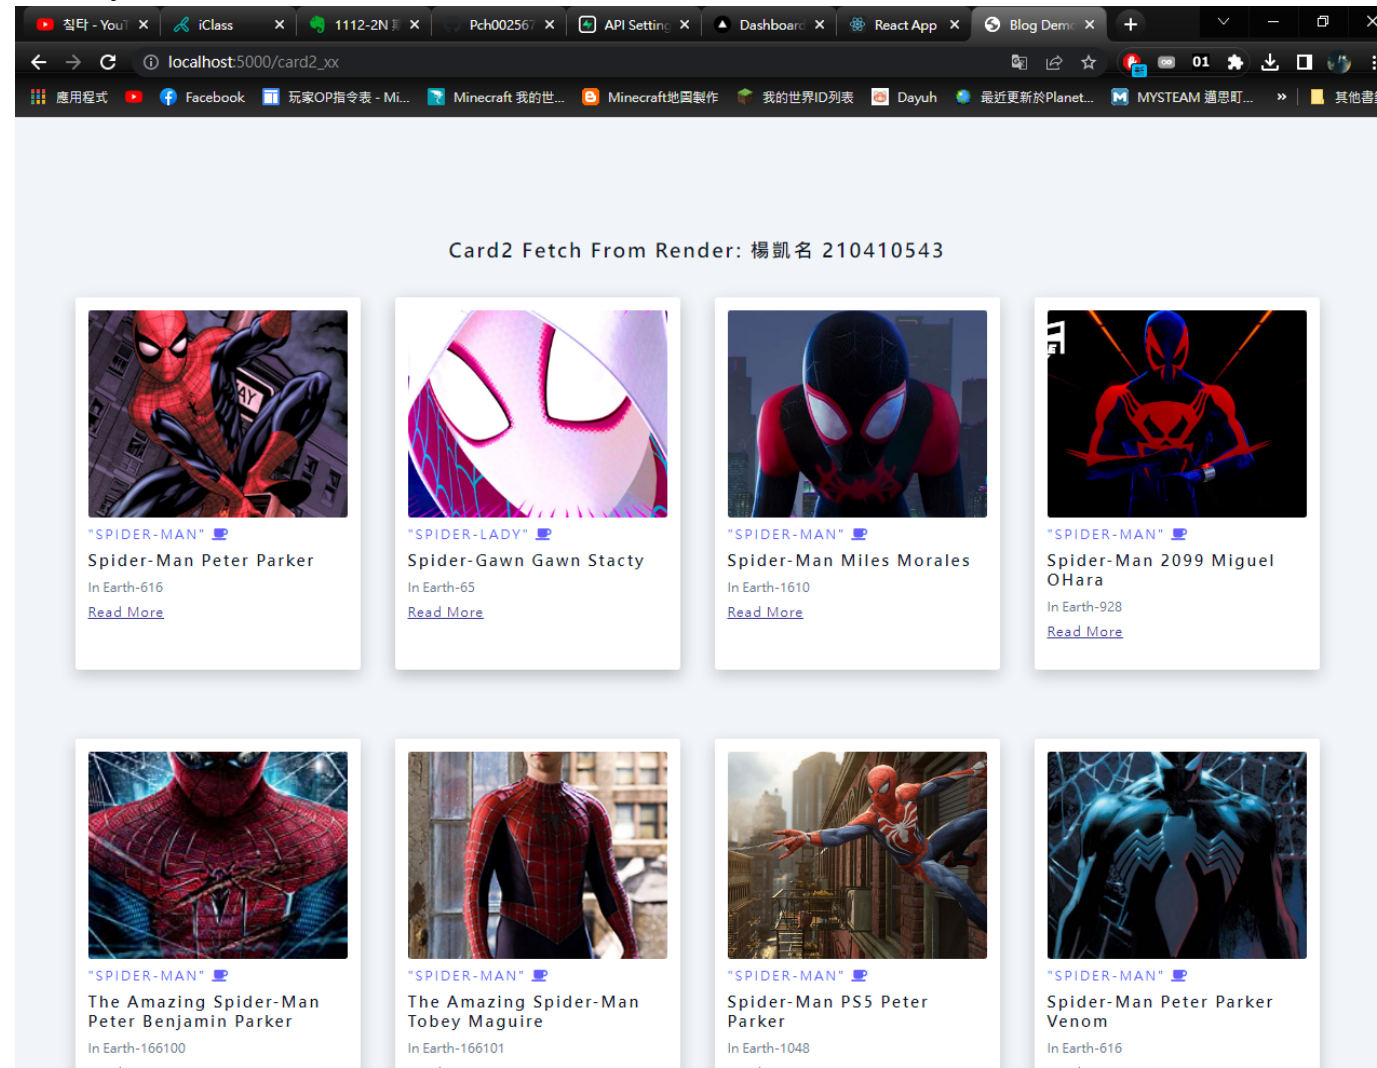 칠타 - YouT
iClass
1112-2N 

Pch002567
API Setting
Dashboard
React App
Blog Demo
localhost:5000/card2_xx
01
應用程式
Facebook
玩家OP指令表 - Mi...
Minecraft 我的世...
Minecraft地圖製作
我的世界ID列表
Dayuh
最近更新於Planet...
MYSTEAM 邁思町...
»
其他書
Card2 Fetch From Render: 楊凱名 210410543
"SPIDER-MAN"
Spider-Man Peter Parker
In Earth-616
Read More
"SPIDER-LADY"
Spider-Gawn Gawn Stacty
In Earth-65
Read More
"SPIDER-MAN"
Spider-Man Miles Morales
In Earth-1610
Read More
"SPIDER-MAN"
Spider-Man 2099 Miguel
OHara
In Earth-928
Read More
"SPIDER-MAN"
The Amazing Spider-Man
Peter Benjamin Parker
In Earth-166100
"SPIDER-MAN"
The Amazing Spider-Man
Tobey Maguire
In Earth-166101
"SPIDER-MAN"
Spider-Man PS5 Peter
Parker
In Earth-1048
"SPIDER-MAN"
Spider-Man Peter Parker
Venom
In Earth-616